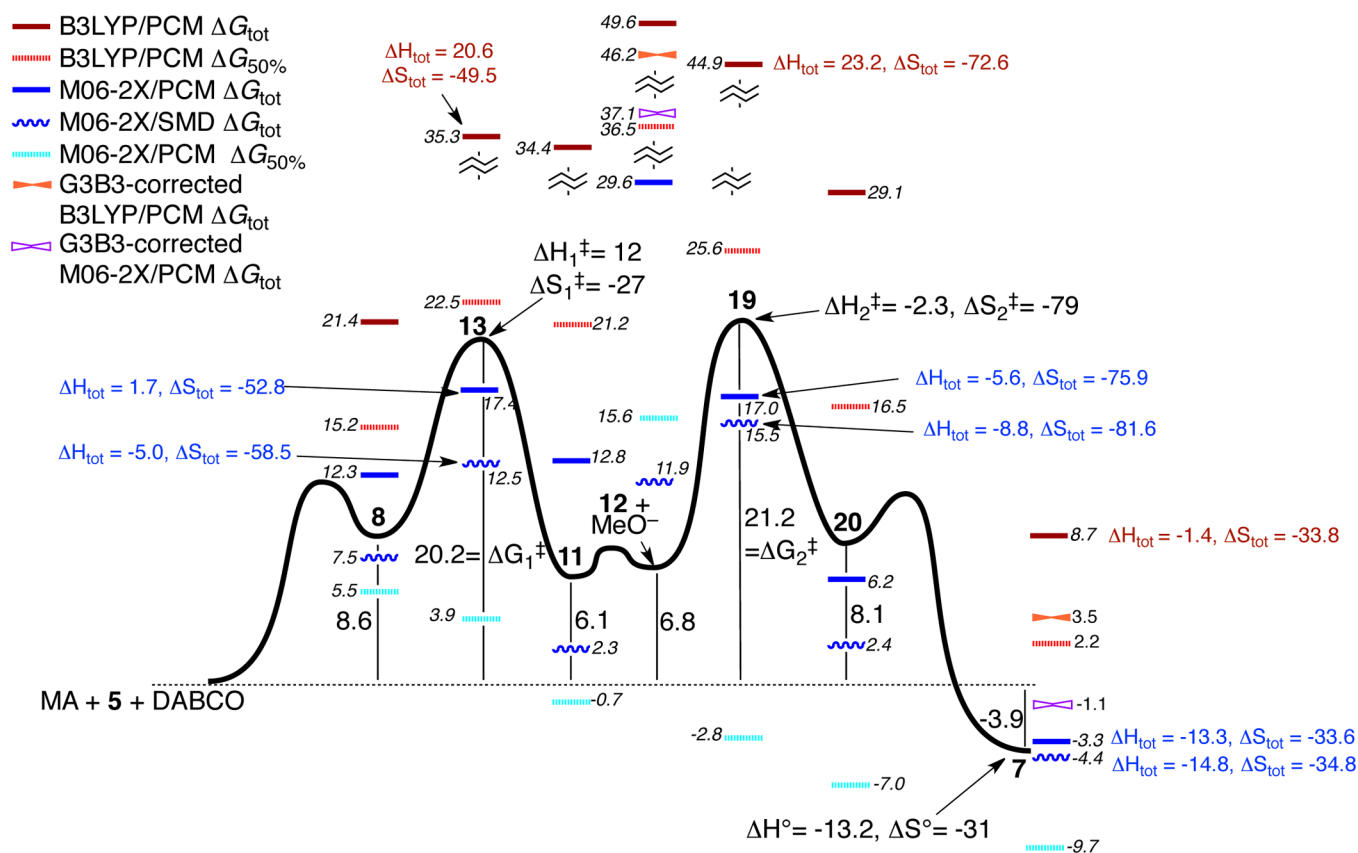 B3LYP/PCM ΔGtot
B3LYP/PCM ΔG50%
M06-2X/PCM ΔGtot
M06-2X/SMD ΔGtot
M06-2X/PCM ΔG50%
G3B3-corrected
B3LYP/PCM ΔGtot
G3B3-corrected
M06-2X/PCM ΔGtot
49.6
46.2
37.1
36.5
29.6
ΔHtot = 20.6
ΔStot = -49.5
35.3
34.4
44.9
ΔHtot = 23.2, ΔStot = -72.6
29.1
25.6
ΔH1‡= 12
ΔS1‡= -27
21.4
22.5
13
21.2
19
ΔH2‡= -2.3, ΔS2‡= -79
ΔHtot = 1.7, ΔStot = -52.8
17.4
ΔHtot = -5.6, ΔStot = -75.9
17.0
15.2
15.6
15.5
16.5
ΔHtot = -8.8, ΔStot = -81.6
ΔHtot = -5.0, ΔStot = -58.5
12.3
12.5
12.8
11.9
8
12 +
MeO–
21.2
=ΔG2‡
20
8.7
ΔHtot = -1.4, ΔStot = -33.8
7.5
20.2= ΔG1‡
11
5.5
6.2
8.6
3.9
6.1
6.8
8.1
3.5
2.3
2.4
2.2
MA + 5 + DABCO
-0.7
-1.1
-3.9
-2.8
-3.3
ΔHtot = -13.3, ΔStot = -33.6
7
-4.4
ΔHtot = -14.8, ΔStot = -34.8
-7.0
ΔH°= -13.2, ΔS°= -31
-9.7